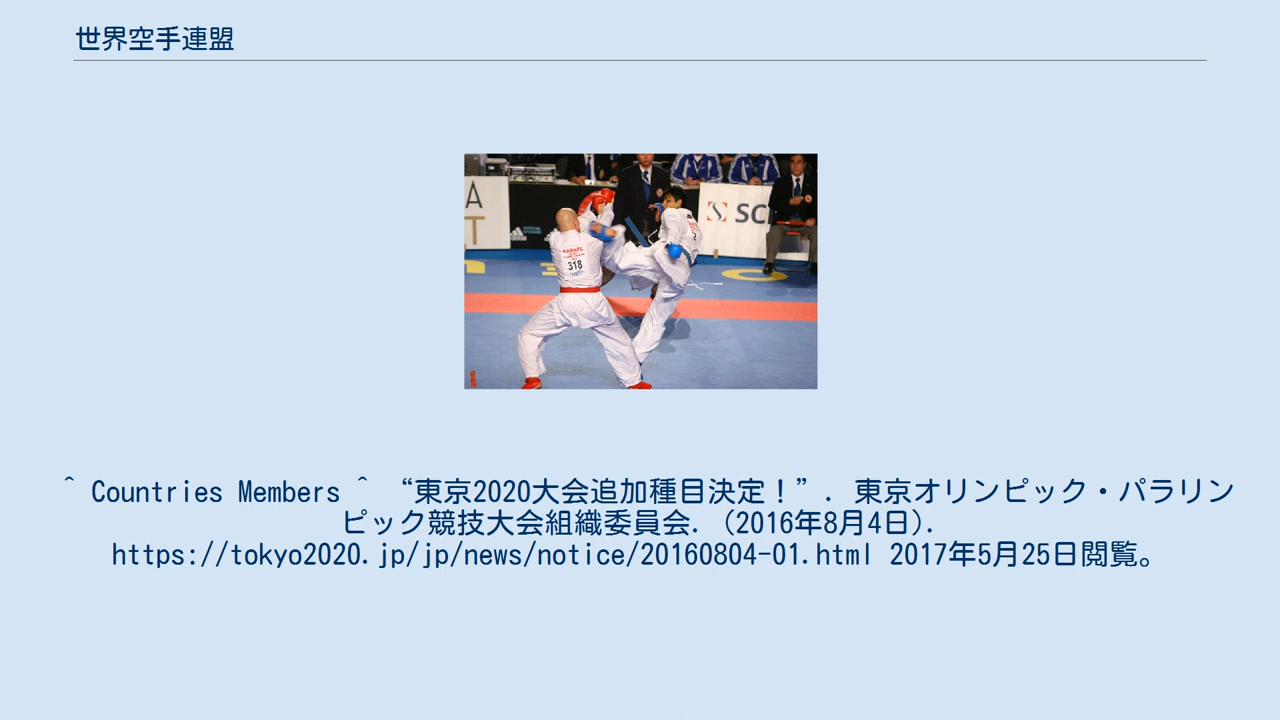 世界空手連盟
A
T
SCI
adidas
KARATE
318
^ Countries Members ^ “東京2020大会追加種目決定！”. 東京オリンピック・パラリン
ピック競技大会組織委員会. (2016年8月4日).
https://tokyo2020.jp/jp/news/notice/20160804-01.html 2017年5月25日閲覧。